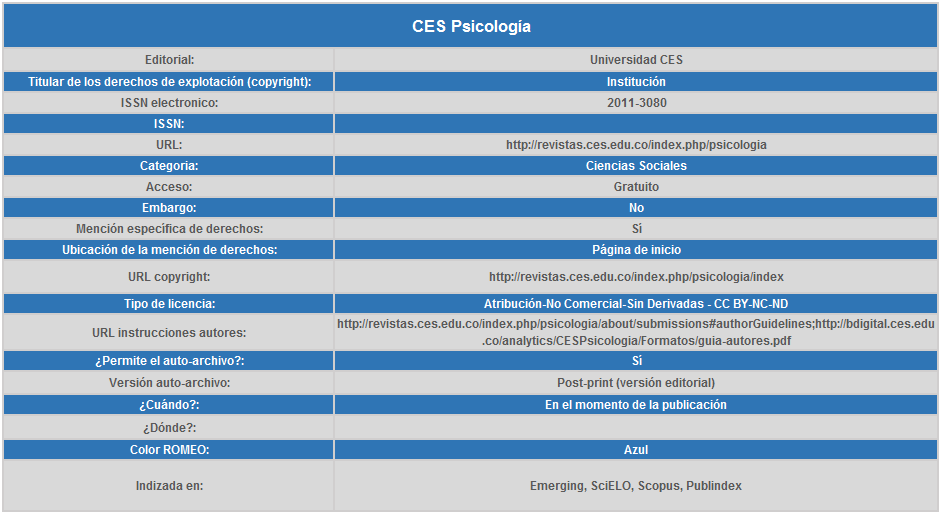 CES Psicología
Editorial: Universidad CES
Titular de los derechos de explotación (copyright): Institución
ISSN electronico: 2011-3080
ISSN:
URL: http://revistas.ces.edu.co/index.php/psicologia
Categoria: Ciencias Sociales
Acceso: Gratuito
Embargo: No
Mención específica de derechos: Sí
Ubicación de la mención de derechos: Página de inicio
URL copyright: http://revistas.ces.edu.co/index.php/psicologia/index
Tipo de licencia: Atribución-No Comercial-Sin Derivadas - CC BY-NC-ND
URL instrucciones autores: http://revistas.ces.edu.co/index.php/psicologia/about/submissions#authorGuidelines;http://bdigital.ces.edu
.co/analytics/CESPsicologia/Formatos/guia-autores.pdf
¿Permite el auto-archivo?: Sí
Versión auto-archivo: Post-print (versión editorial)
¿Cuándo?: En el momento de la publicación
¿Dónde?:
Color ROMEO: Azul
Indizada en: Emerging, SciELO, Scopus, Publindex